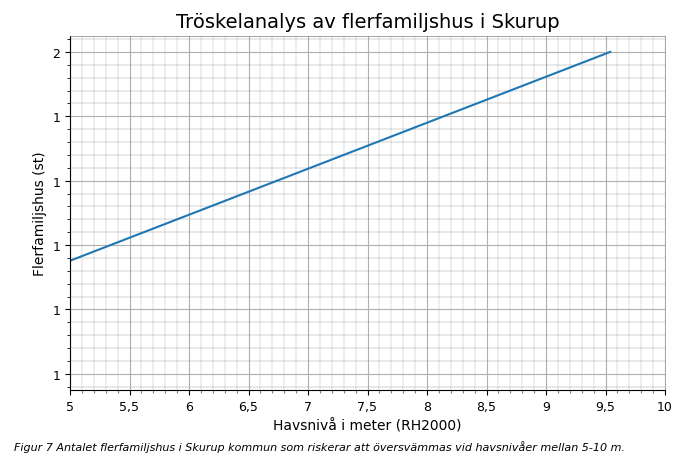 Tröskelanalys av flerfamiljshus i Skurup
Flerfamiljshus (st)
2
1
1
1
1
1
5 5,5 6 6,5 7 7,5 8 8,5 9 9,5 10
Havsnivå i meter (RH2000)
Figur 7 Antalet flerfamiljshus i Skurup kommun som riskerar att översvämmas vid havsnivåer mellan 5-10 m.